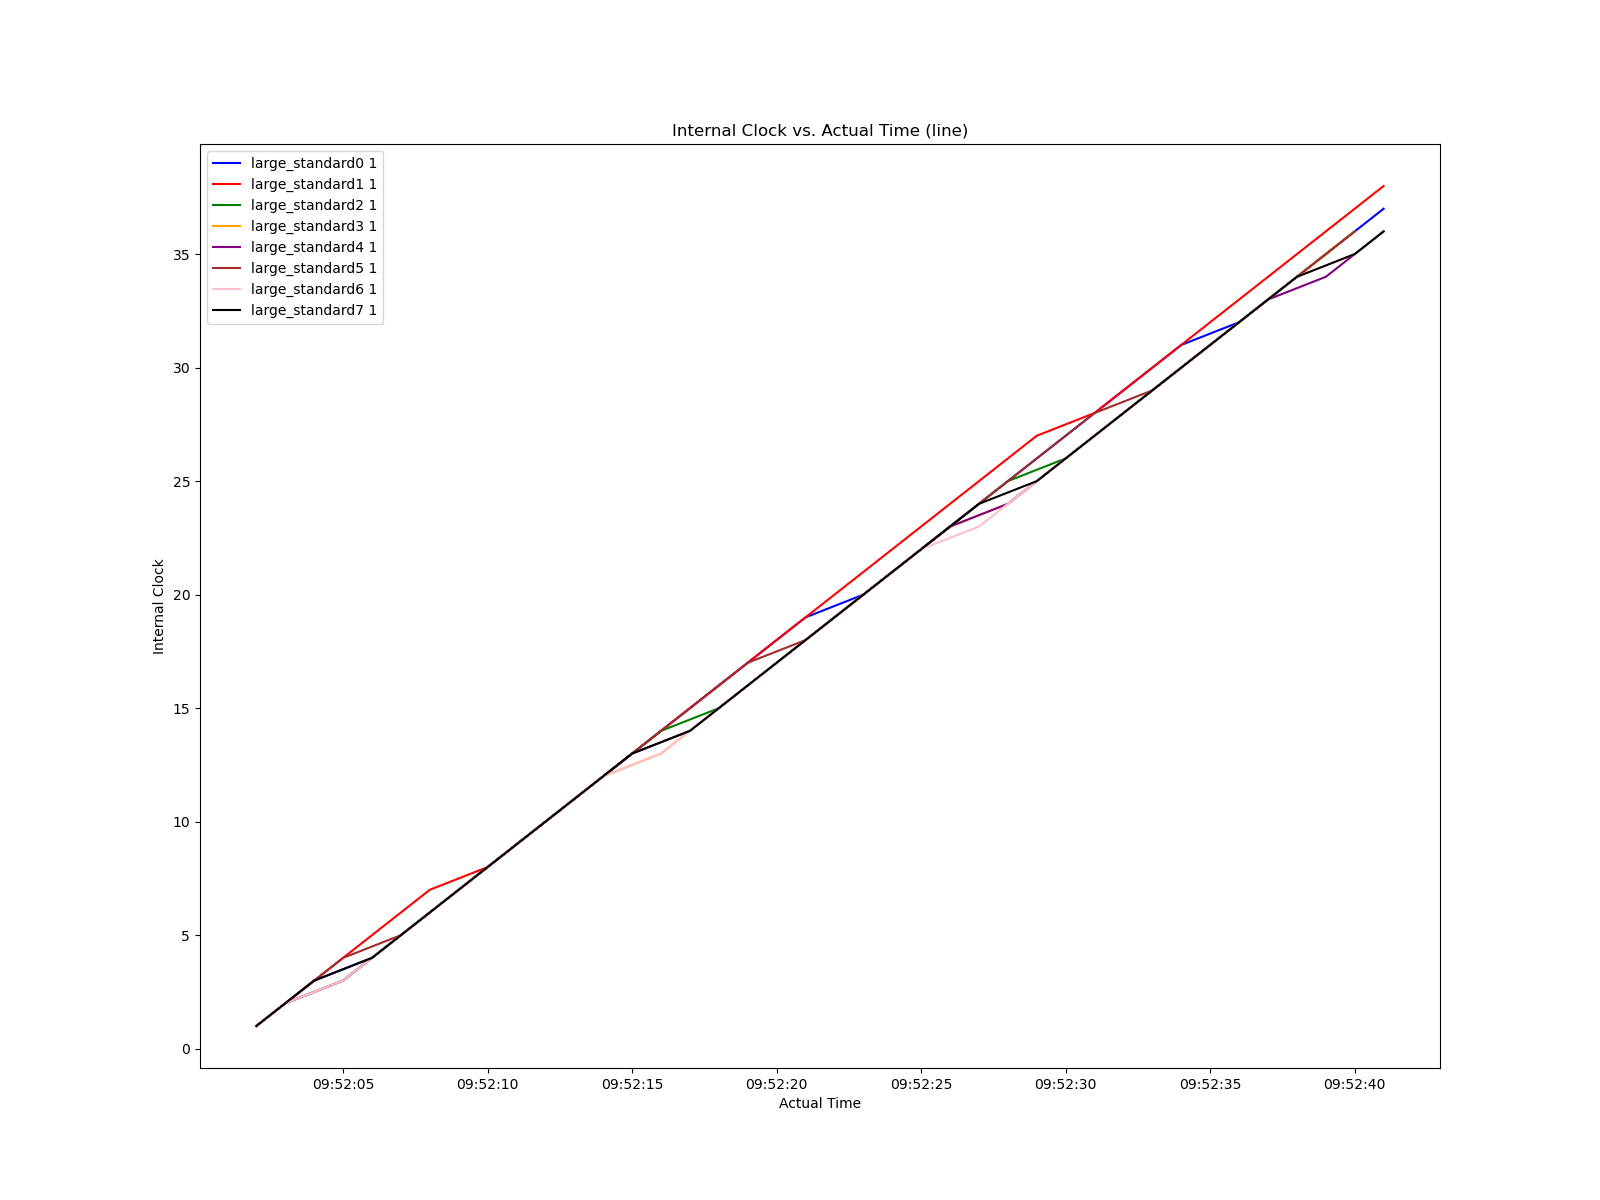 Internal Clock vs. Actual Time (line)
large_standard0 1
large_standard1 1
large_standard2 1
large_standard3 1
large_standard4 1
large_standard5 1
large_standard6 1
large_standard7 1
35
30
25
20
15
10
5
0
Internal Clock
09:52:05 09:52:10 09:52:15 09:52:20 09:52:25 09:52:30 09:52:35 09:52:40
Actual Time